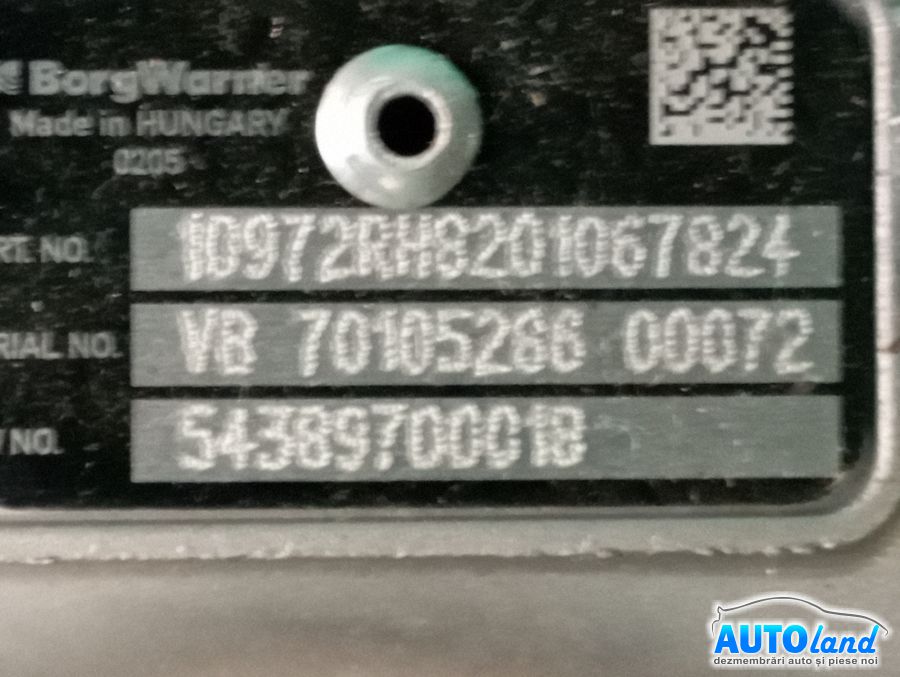 BorgWarner
Made in HUNGARY
0205
RT. NO. 10972RH8201067824
RIAL NO. VB 70105286 00072
NO. 54389700018
AUTOland
dezmembrări auto și piese noi